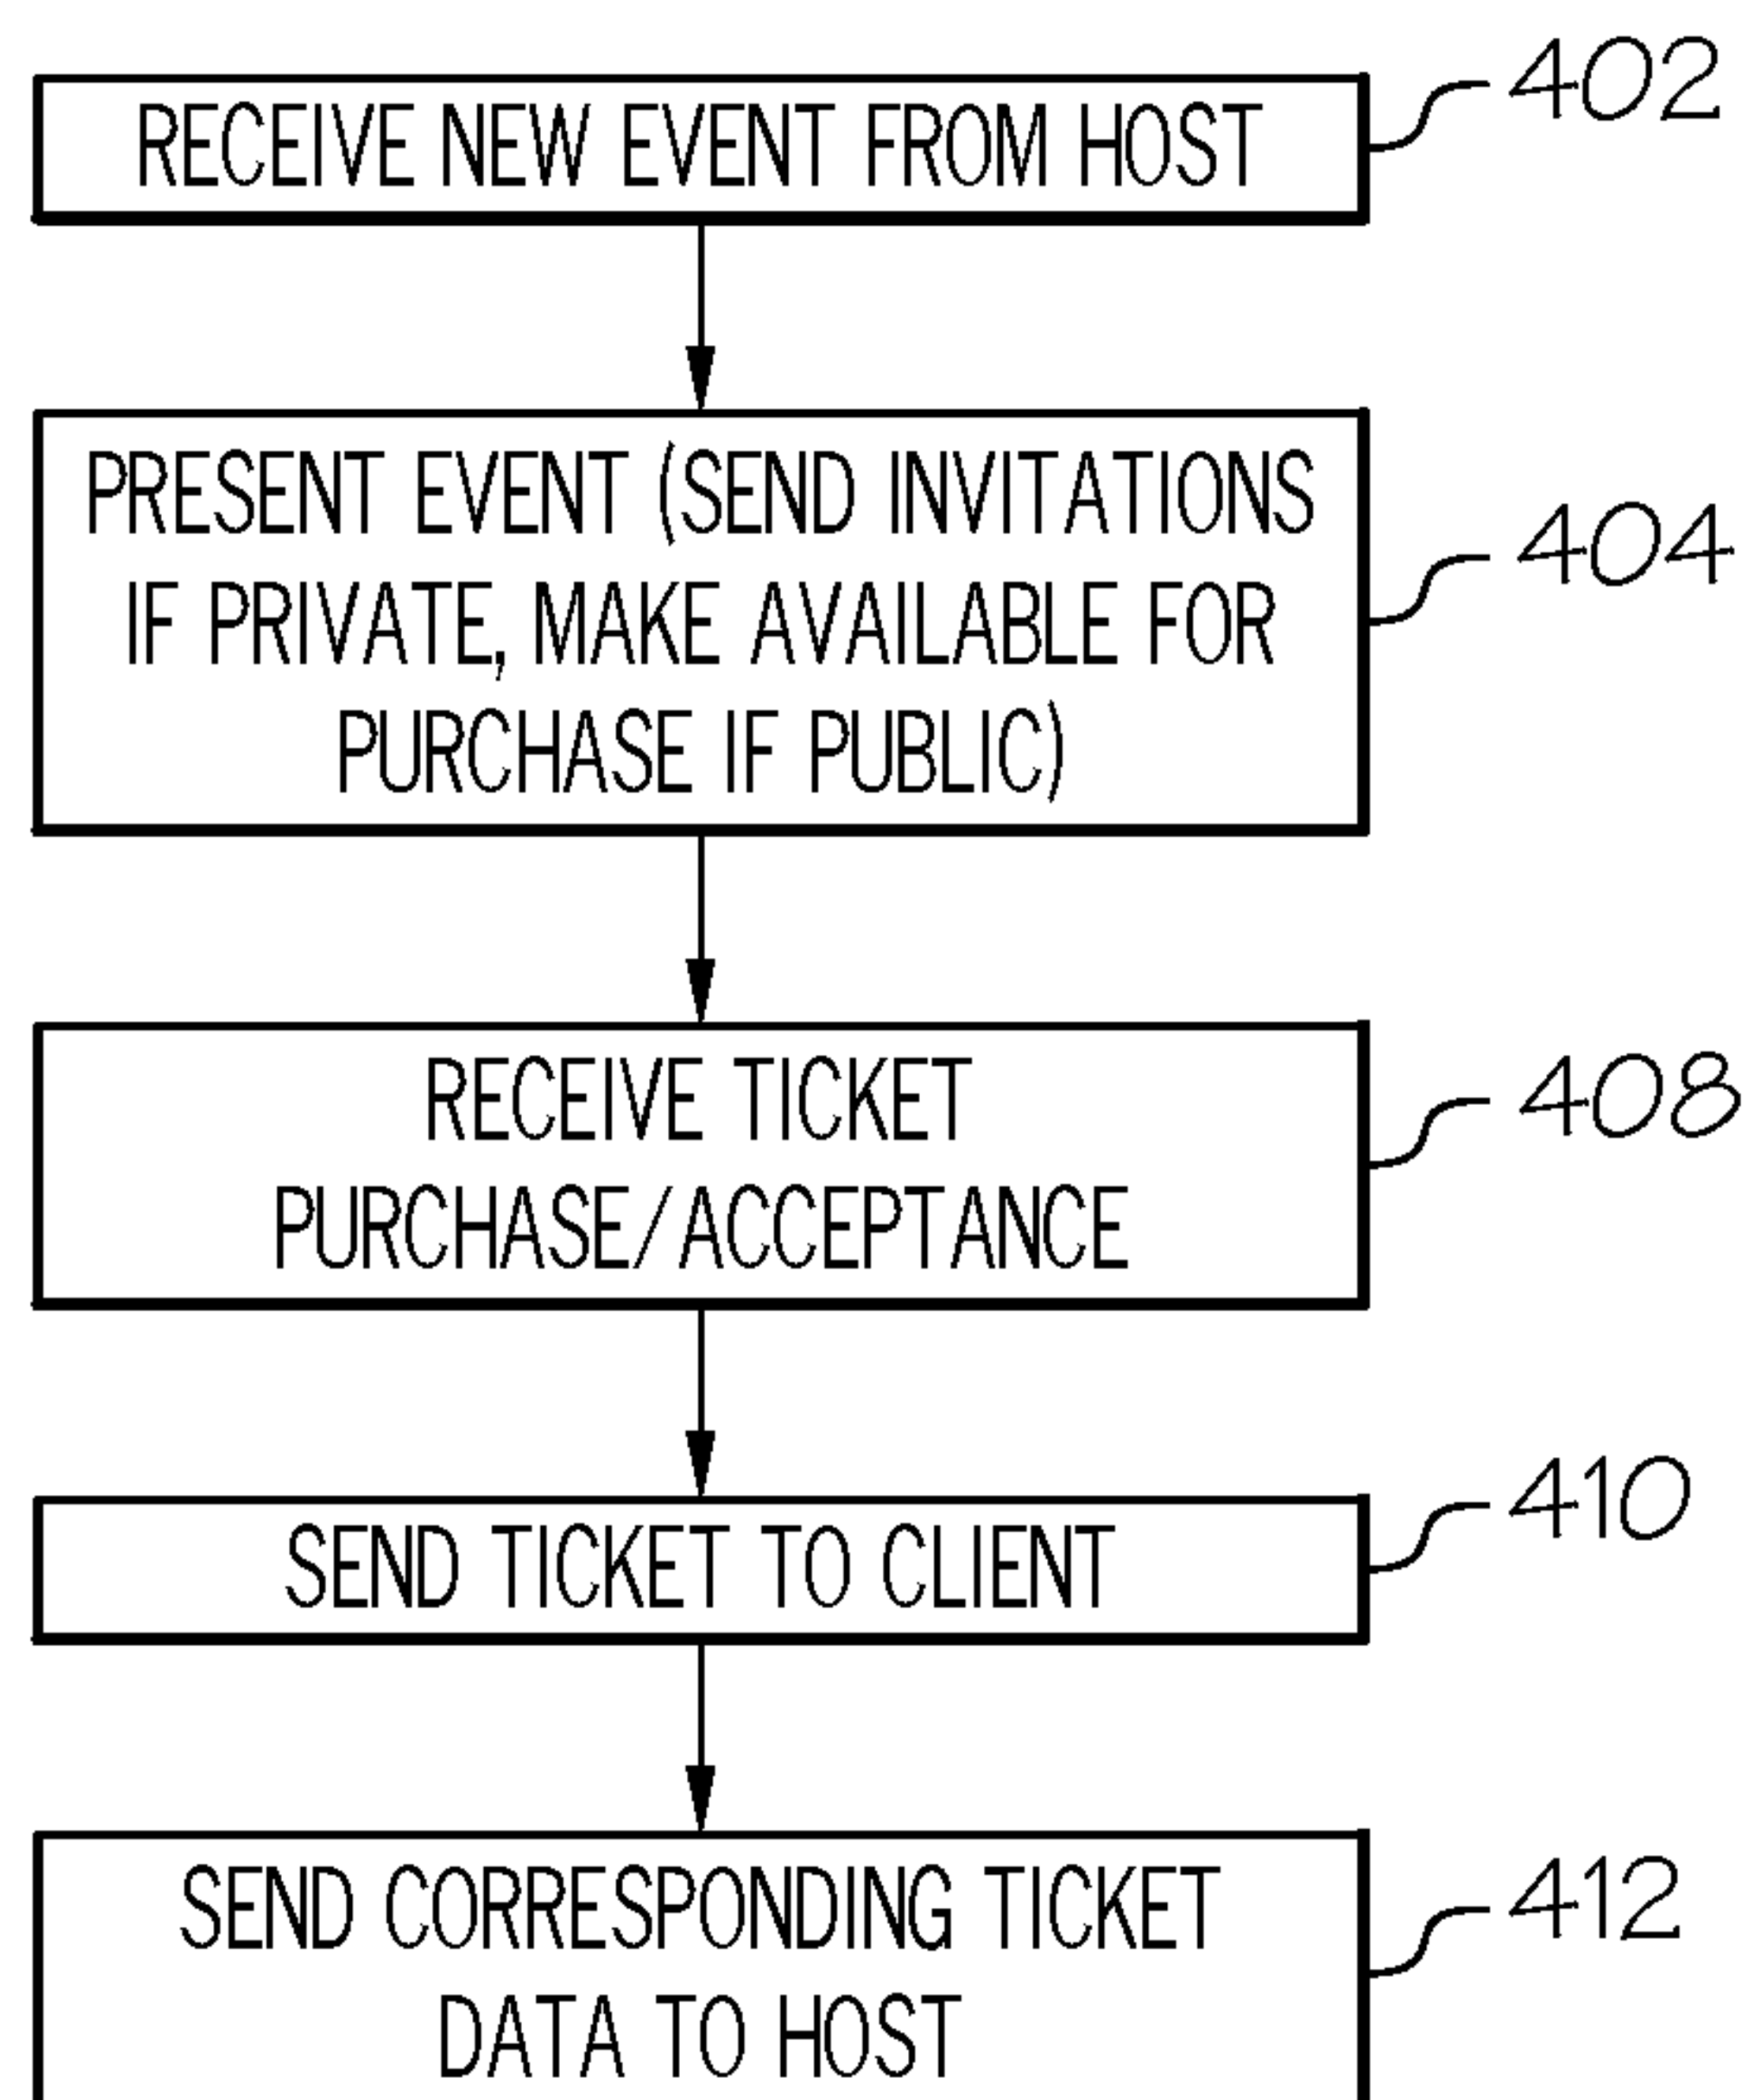 RECEIVE NEW EVENT FROM HOST
402
PRESENT EVENT (SEND INVITATIONS
IF PRIVATE, MAKE AVAILABLE FOR
PURCHASE IF PUBLIC)
404
RECEIVE TICKET
PURCHASE/ACCEPTANCE
408
SEND TICKET TO CLIENT
410
SEND CORRESPONDING TICKET
DATA TO HOST
412